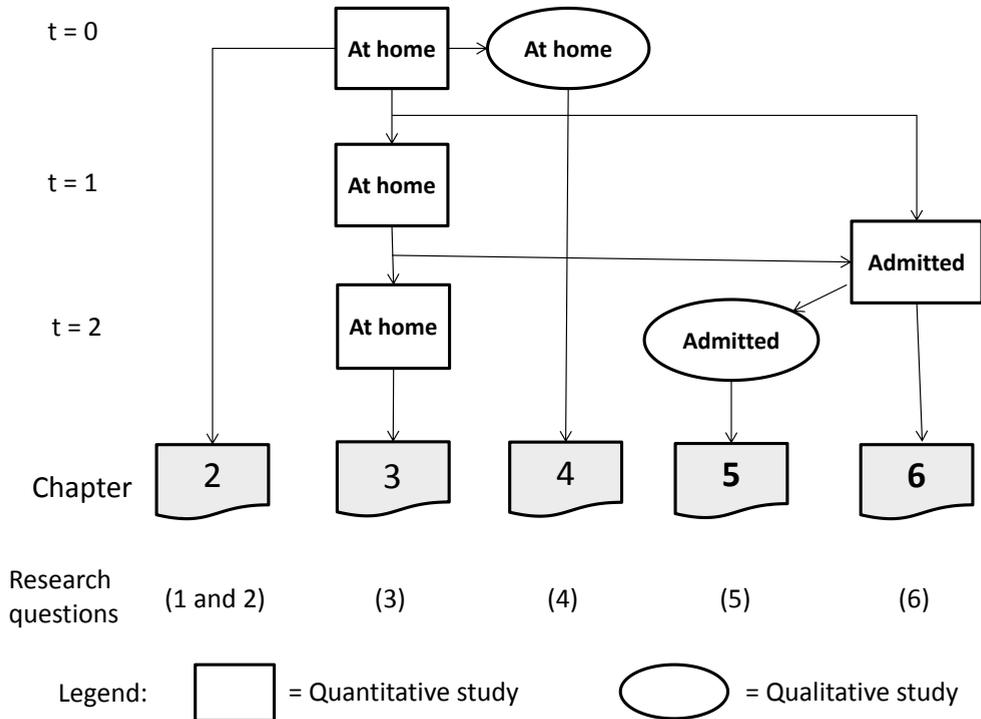 t = 0
At home
At home
t = 1
At home
Admitted
t = 2
At home
Admitted
Chapter
2
3
4
5
6
Research
questions
(1 and 2)
(3)
(4)
(5)
(6)
Legend:
= Quantitative study
= Qualitative study